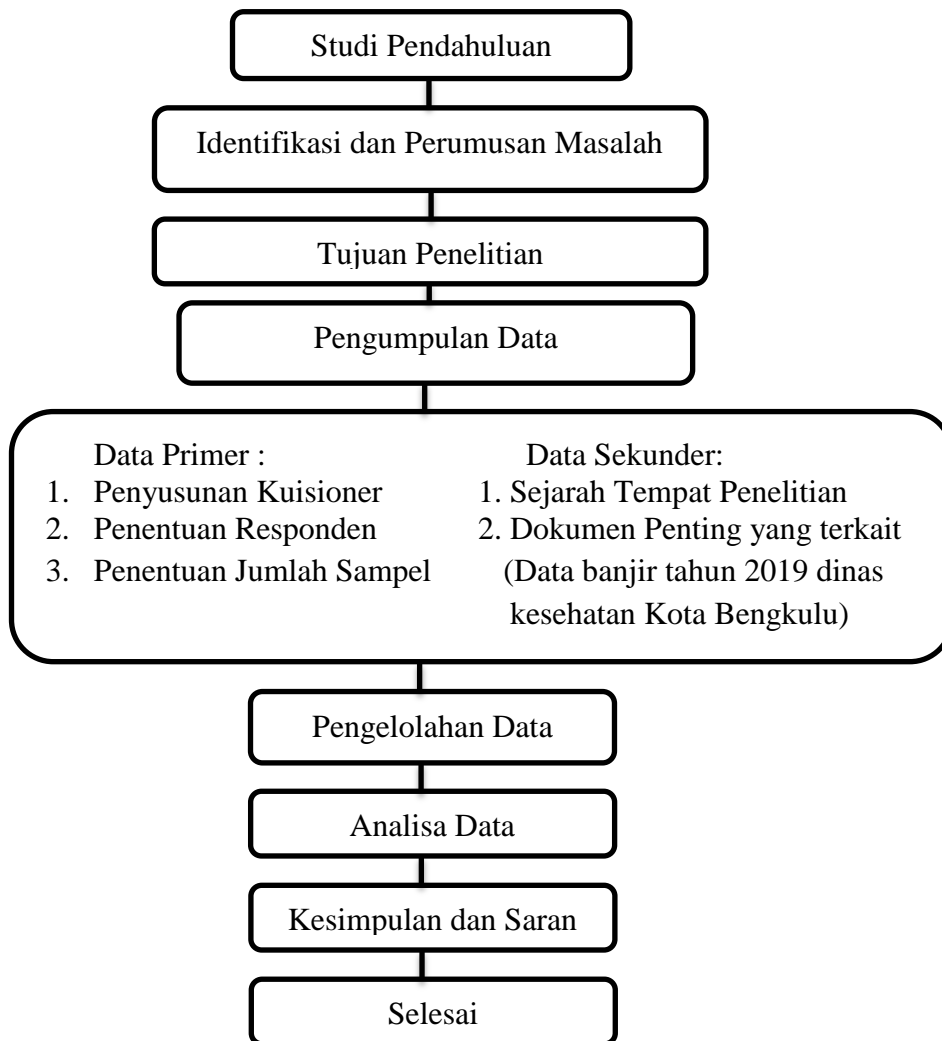 Studi Pendahuluan
Identifikasi dan Perumusan Masalah
Tujuan Penelitian
Pengumpulan Data
Data Primer :
1. Penyusunan Kuisioner
2. Penentuan Responden
3. Penentuan Jumlah Sampel
Data Sekunder:
1. Sejarah Tempat Penelitian
2. Dokumen Penting yang terkait
(Data banjir tahun 2019 dinas
kesehatan Kota Bengkulu)
Pengelolahan Data
Analisa Data
Kesimpulan dan Saran
Selesai